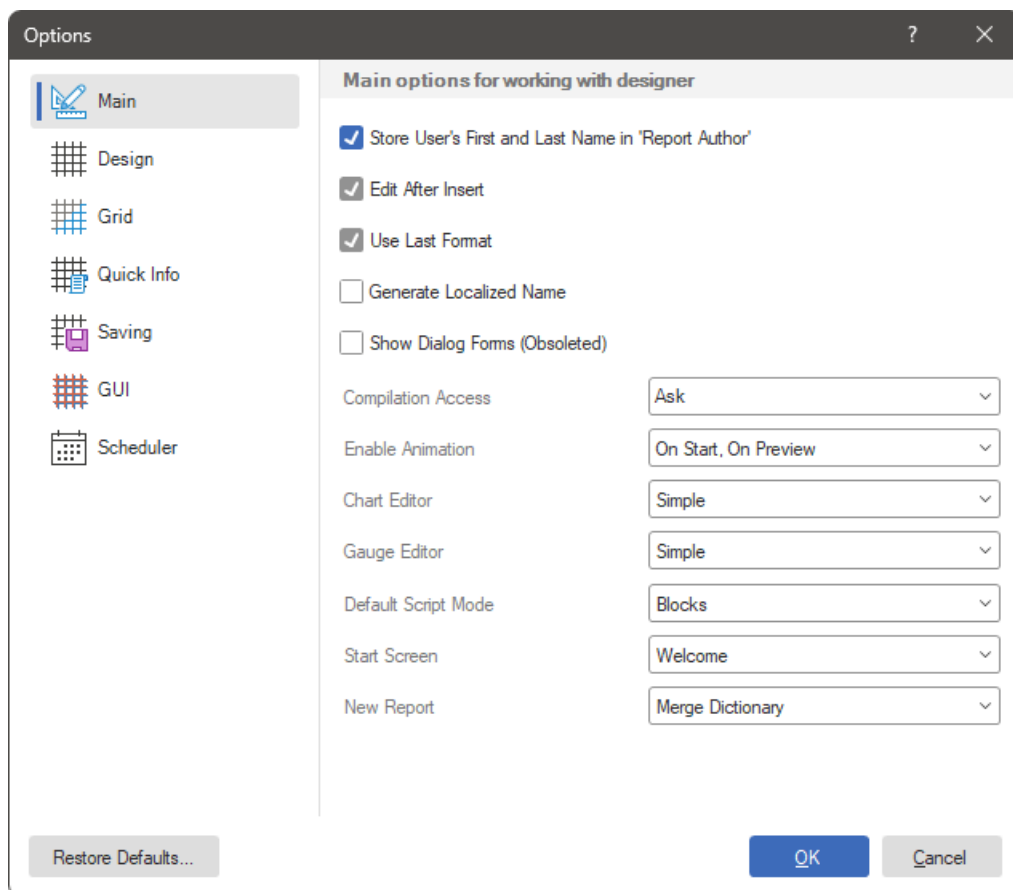 Options
?
Main
Design
Grid
Quick Info
Saving
GUI
Scheduler
Main options for working with designer
Store User's First and Last Name in 'Report Author'
Edit After Insert
Use Last Format
Generate Localized Name
Show Dialog Forms (Obsoleted)
Compilation Access Ask
Enable Animation On Start, On Preview
Chart Editor Simple
Gauge Editor Simple
Default Script Mode Blocks
Start Screen Welcome
New Report Merge Dictionary
Restore Defaults... OK Cancel